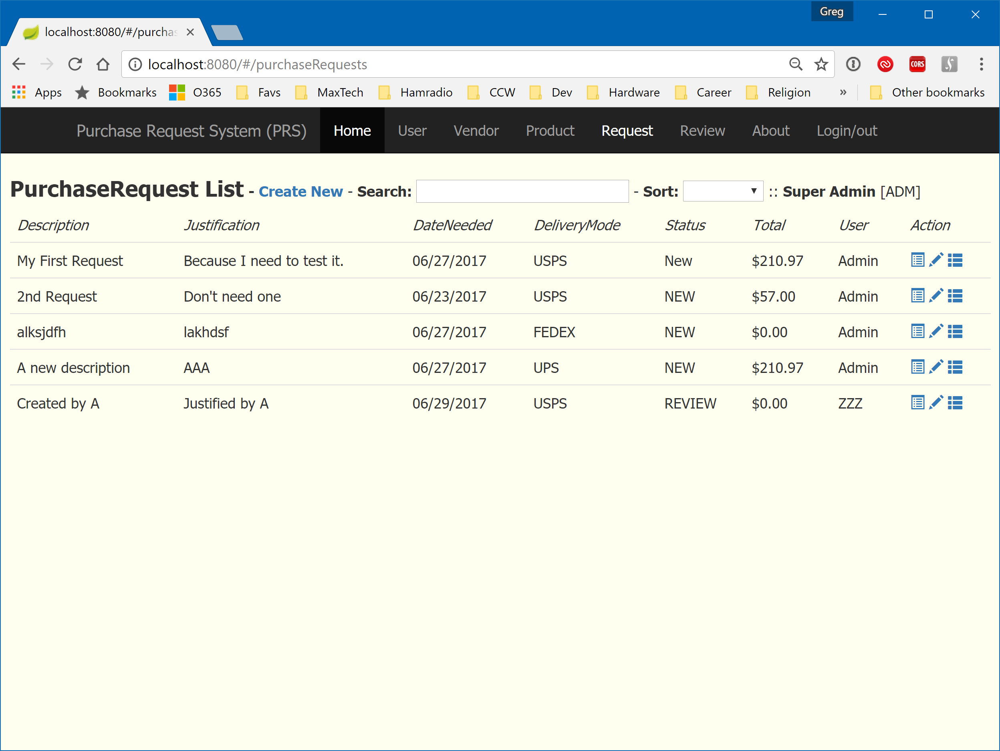 Greg
localhost:8080/#/purchas
localhost:8080/#/purchaseRequests
CORS
Apps Bookmarks O365 Favs MaxTech Hamradio CCW Dev Hardware Career Religion » Other bookmarks
Purchase Request System (PRS) Home User Vendor Product Request Review About Login/out
PurchaseRequest List - Create New - Search: - Sort: :: Super Admin [ADM]
Description Justification DateNeeded DeliveryMode Status Total User Action
My First Request Because I need to test it. 06/27/2017 USPS New $210.97 Admin
2nd Request Don't need one 06/23/2017 USPS NEW $57.00 Admin
alksjdfh lakhdsf 06/27/2017 FEDEX NEW $0.00 Admin
A new description AAA 06/27/2017 UPS NEW $210.97 Admin
Created by A Justified by A 06/29/2017 USPS REVIEW $0.00 ZZZ